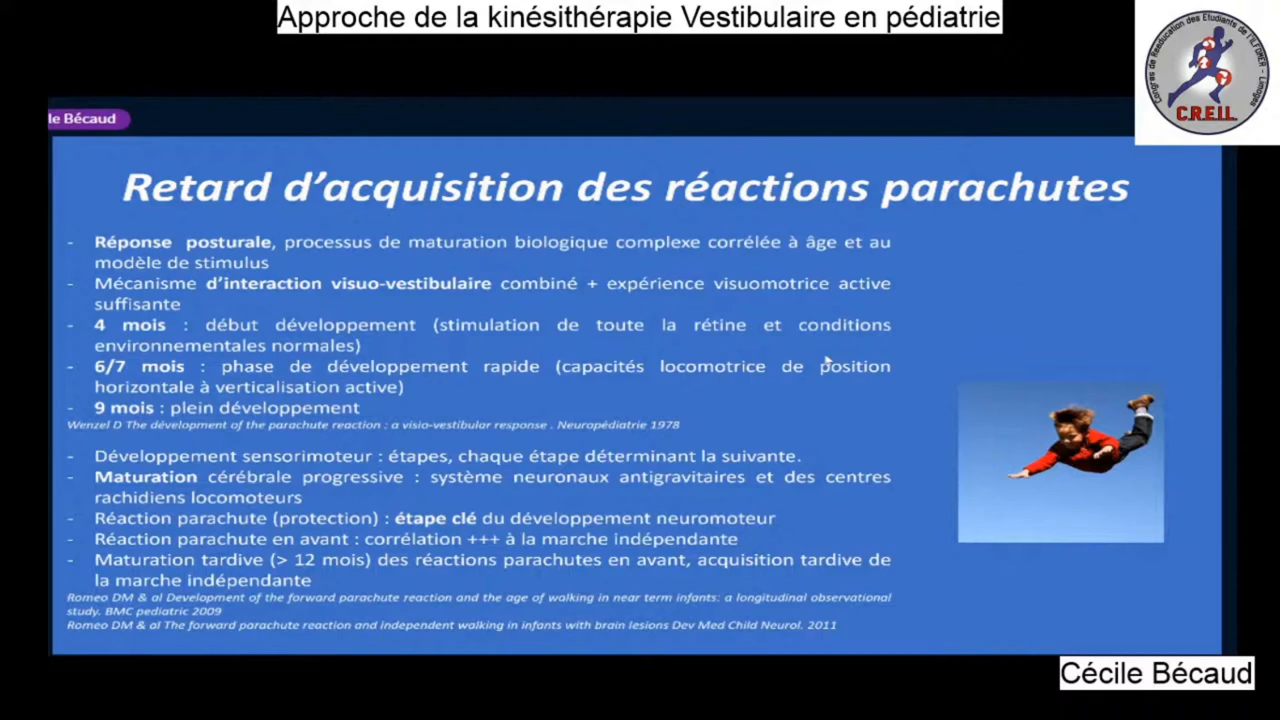 Approche de la kinésithérapie Vestibulaire en pédiatrie
Congrès de Rééducation des Etudiants de l'ILFOMER - Limoges
C.R.E.I.L.
le Bécaud
Retard d'acquisition des réactions parachutes
- Réponse posturale, processus de maturation biologique complexe corrélée à âge et au
modèle de stimulus
- Mécanisme d'interaction visuo-vestibulaire combiné + expérience visuomotrice active
suffisante
- 4 mois : début développement (stimulation de toute la rétine et conditions
environnementales normales)
- 6/7 mois : phase de développement rapide (capacités locomotrice de position
horizontale à verticalisation active)
- 9 mois : plein développement
Wenzel D The dévelopment of the parachute reaction : a visio-vestibular response . Neuropédiatrie 1978
- Développement sensorimoteur : étapes, chaque étape déterminant la suivante.
- Maturation cérébrale progressive : système neuronaux antigravitaires et des centres
rachidiens locomoteurs
- Réaction parachute (protection) : étape clé du développement neuromoteur
- Réaction parachute en avant : corrélation +++ à la marche indépendante
- Maturation tardive (> 12 mois) des réactions parachutes en avant, acquisition tardive de
la marche indépendante
Romeo DM & al Development of the forward parachute reaction and the age of walking in near term infants: a longitudinal observational
study. BMC pediatric 2009
Romeo DM & al The forward parachute reaction and independent walking in infants with brain lesions Dev Med Child Neurol. 2011
Cécile Bécaud